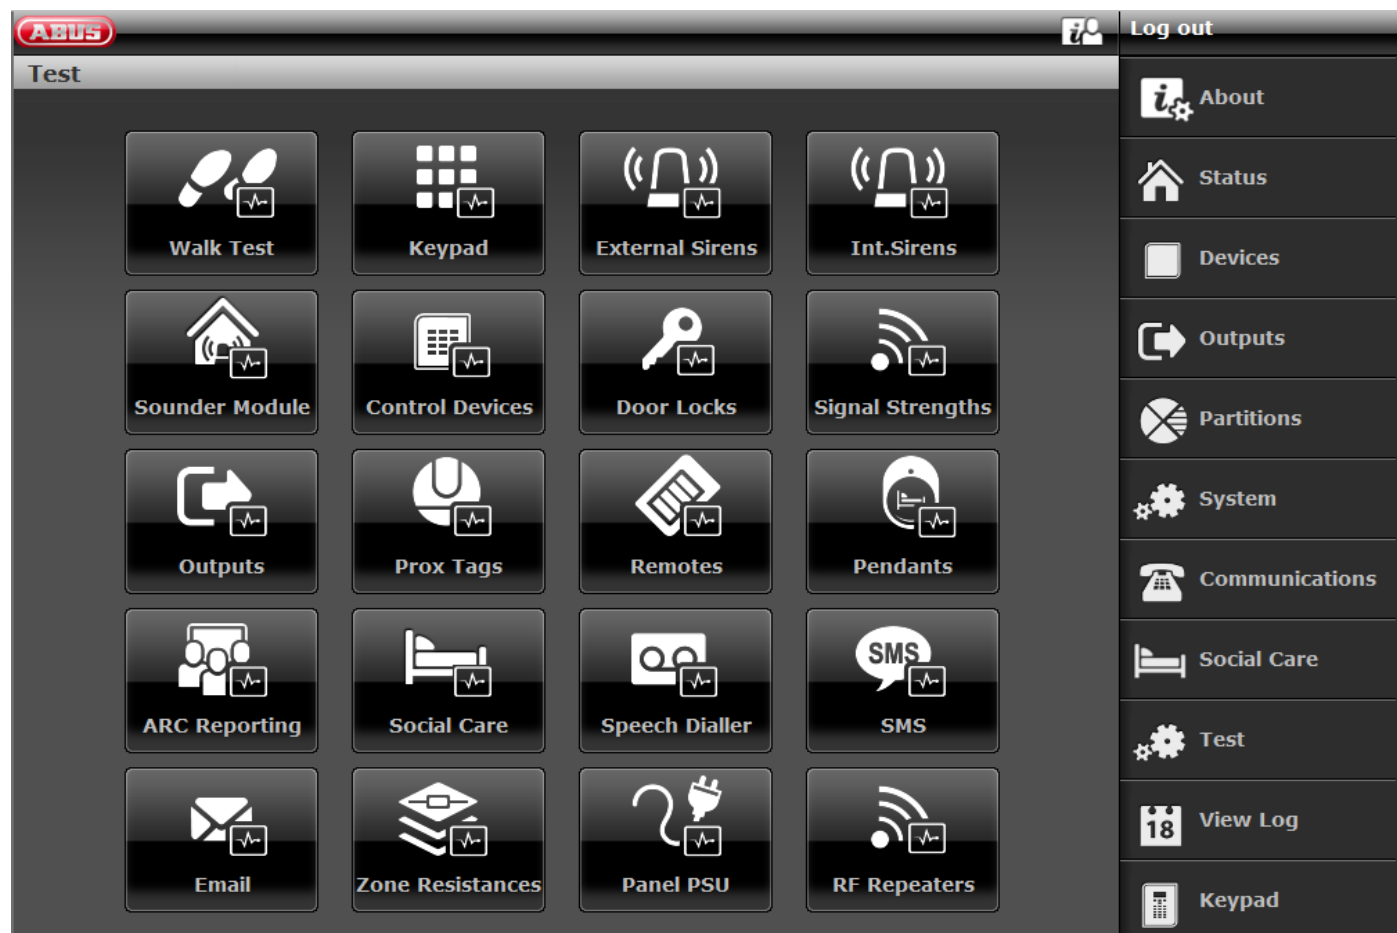 ABUS
Log out
Test
About
Status
Devices
Outputs
Partitions
System
Communications
Social Care
Test
View Log
18
Keypad
Walk Test
Keypad
External Sirens
Int.Sirens
Sounder Module
Control Devices
Door Locks
Signal Strengths
Outputs
Prox Tags
Remotes
Pendants
ARC Reporting
Social Care
Speech Dialler
SMS
SMS
Email
Zone Resistances
Panel PSU
RF Repeaters